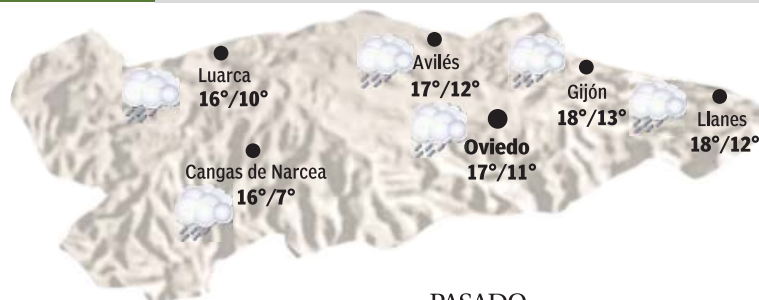 Luarca
16°/10°
Avilés
17°/12°
Gijón
18°/13°
Llanes
18°/12°
Oviedo
17°/11°
Cangas de Narcea
16°/7°
PASADO